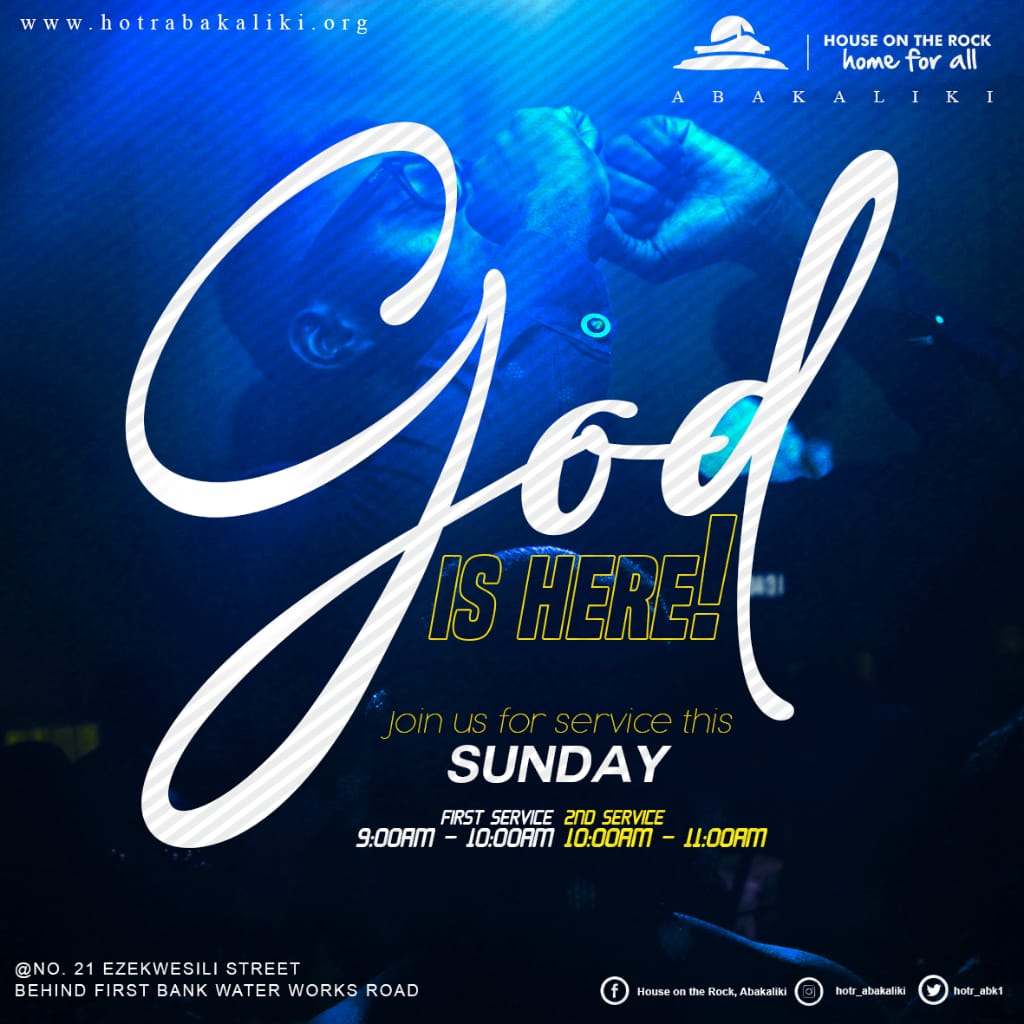 www.hotrabakaliki.org
HOUSE ON THE ROCK
home for all
ABAKALIKI
God
IS HERE!
Join us for service this
SUNDAY
FIRST SERVICE 2ND SERVICE
9:00AM - 10:00AM 10:00AM - 11:00AM
@NO. 21 EZEKWESILI STREET
BEHIND FIRST BANK WATER WORKS ROAD
House on the Rock, Abakaliki hotr_abakaliki hotr_abk1